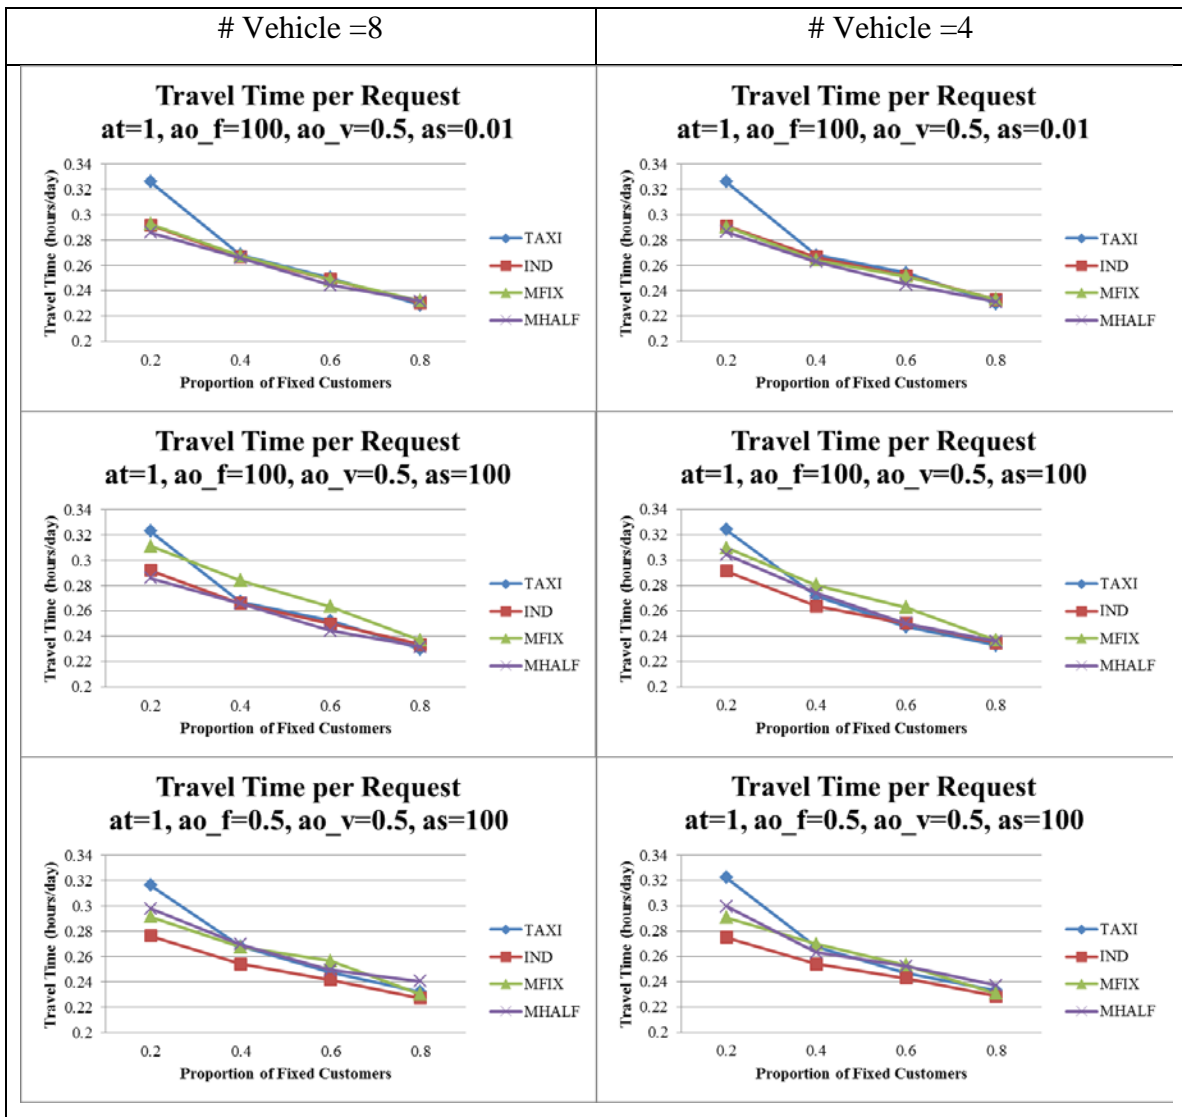 # Vehicle =8
# Vehicle =4
Travel Time per Request
at=1, ao_f=100, ao_v=0.5, as=0.01
Travel Time (hours/day)
0.34
0.32
0.3
0.28
0.26
0.24
0.22
0.2
0.2 0.4 0.6 0.8
Proportion of Fixed Customers
TAXI
IND
MFIX
MHALF
Travel Time per Request
at=1, ao_f=100, ao_v=0.5, as=0.01
Travel Time (hours/day)
0.34
0.32
0.3
0.28
0.26
0.24
0.22
0.2
0.2 0.4 0.6 0.8
Proportion of Fixed Customers
TAXI
IND
MFIX
MHALF
Travel Time per Request
at=1, ao_f=100, ao_v=0.5, as=100
Travel Time (hours/day)
0.34
0.32
0.3
0.28
0.26
0.24
0.22
0.2
0.2 0.4 0.6 0.8
Proportion of Fixed Customers
TAXI
IND
MFIX
MHALF
Travel Time per Request
at=1, ao_f=100, ao_v=0.5, as=100
Travel Time (hours/day)
0.34
0.32
0.3
0.28
0.26
0.24
0.22
0.2
0.2 0.4 0.6 0.8
Proportion of Fixed Customers
TAXI
IND
MFIX
MHALF
Travel Time per Request
at=1, ao_f=0.5, ao_v=0.5, as=100
Travel Time (hours/day)
0.34
0.32
0.3
0.28
0.26
0.24
0.22
0.2
0.2 0.4 0.6 0.8
Proportion of Fixed Customers
TAXI
IND
MFIX
MHALF
Travel Time per Request
at=1, ao_f=0.5, ao_v=0.5, as=100
Travel Time (hours/day)
0.34
0.32
0.3
0.28
0.26
0.24
0.22
0.2
0.2 0.4 0.6 0.8
Proportion of Fixed Customers
TAXI
IND
MFIX
MHALF